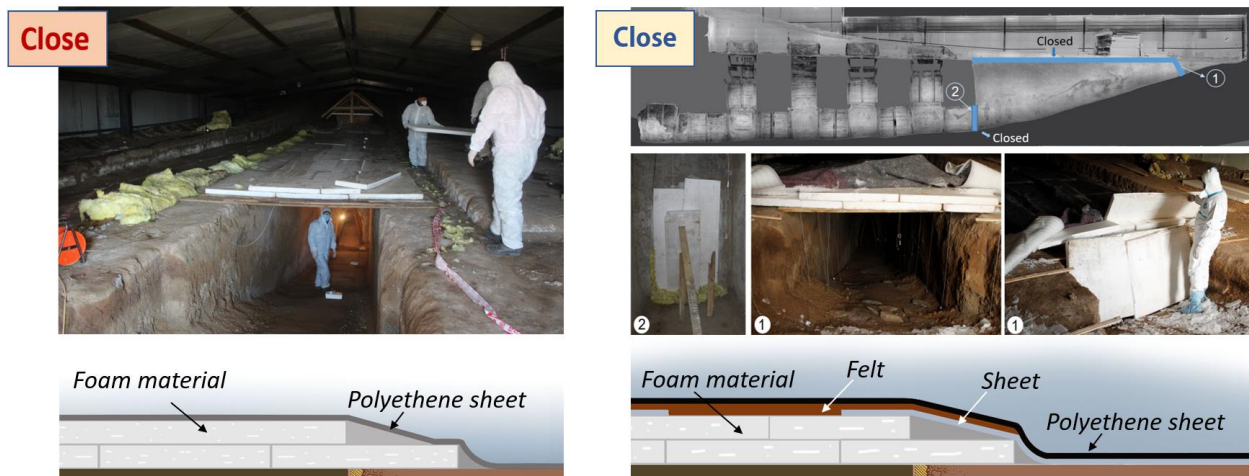 Close
Foam material
Polyethene sheet
Close
Closed
1
2
Closed
2
1
1
Foam material
Felt
Sheet
Polyethene sheet